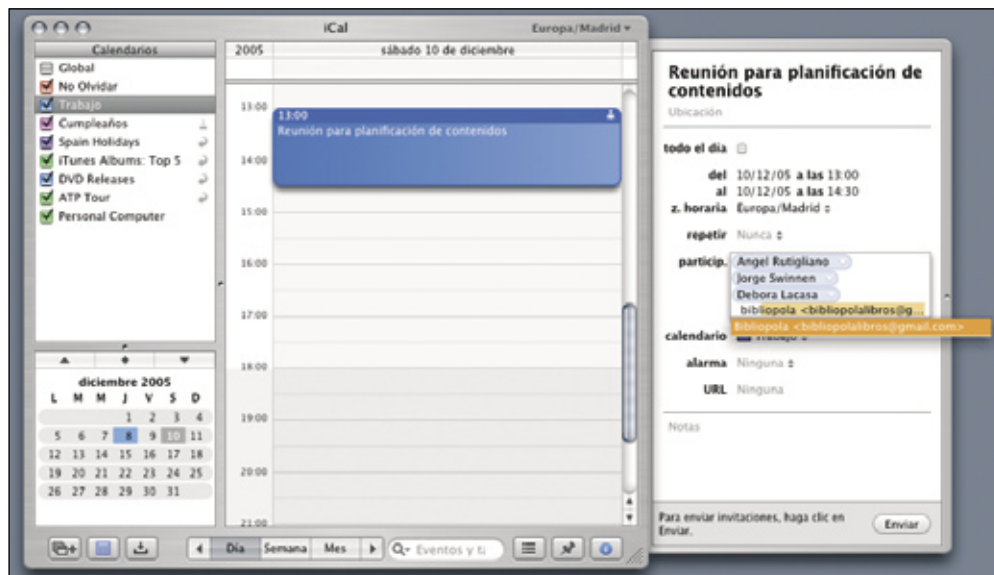 iCal
Europa/Madrid
Calendarios
Global
No Olvidar
Trabajo
Cumpleaños
Spain Holidays
iTunes Albums: Top 5
DVD Releases
ATP Tour
Personal Computer
diciembre 2005
L M M J V S D
1 2 3 4
5 6 7 8 9 10 11
12 13 14 15 16 17 18
19 20 21 22 23 24 25
26 27 28 29 30 31
2005 sábado 10 de diciembre
13:00
13:00
Reunión para planificación de contenidos
14:00
15:00
16:00
17:00
18:00
19:00
20:00
21:00
Día Semana Mes
Eventos y t
Reunión para planificación de
contenidos
Ubicación
todo el día
del 10/12/05 a las 13:00
al 10/12/05 a las 14:30
z. horaria Europa/Madrid
repetir Nunca
particip. Angel Rutigliano
Jorge Swinnen
Debora Lacasa
bibliopola <bibliopolalibros@g...
Bibliopola <bibliopolalibros@gmail.com>
calendario Trabajo
alarma Ninguna
URL Ninguna
Notas
Para enviar invitaciones, haga clic en
Enviar.
Enviar